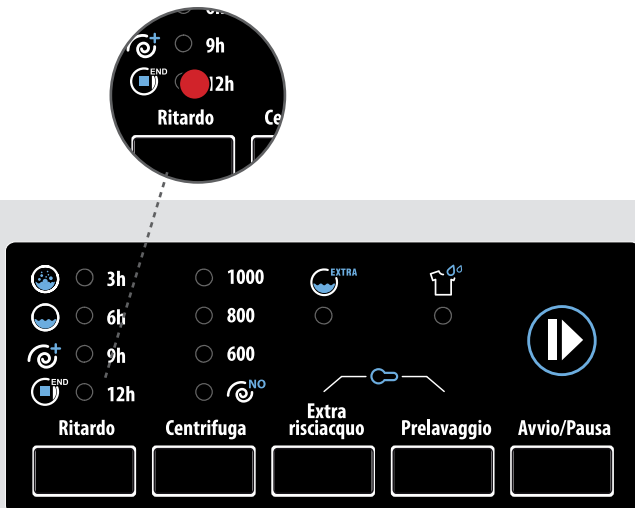 9h
END 12h
Ritardo
3h
6h
9h
END 12h
1000
800
600
NO
EXTRA
Ritardo
Centrifuga
Extra
risciacquo
Prelavaggio
Avvio/Pausa